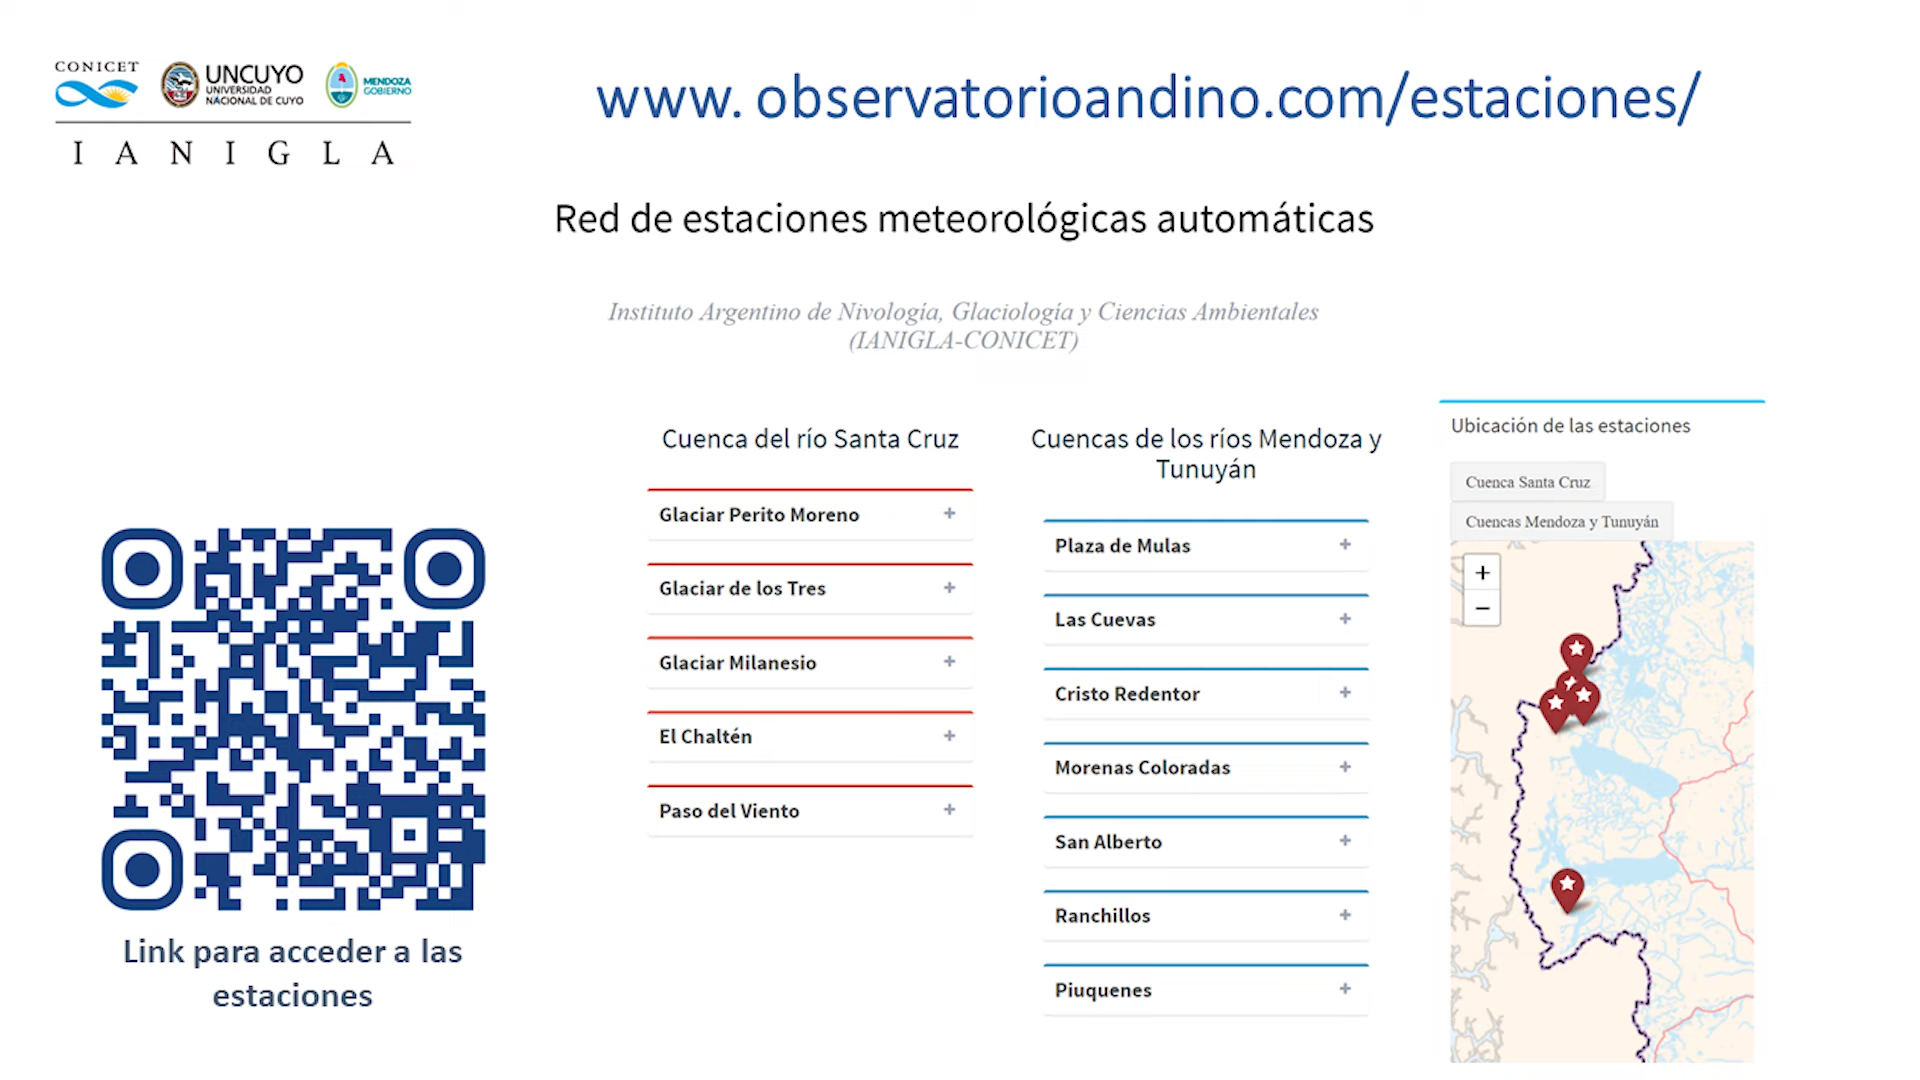 CONICET
UNCUYO
UNIVERSIDAD
NACIONAL DE CUYO
MENDOZA
GOBIERNO
I A N I G L A
www. observatorioandino.com/estaciones/
Red de estaciones meteorológicas automáticas
Instituto Argentino de Nivología, Glaciología y Ciencias Ambientales
(IANIGLA-CONICET)
Cuenca del río Santa Cruz
Glaciar Perito Moreno +
Glaciar de los Tres +
Glaciar Milanesio +
El Chaltén +
Paso del Viento +
Cuencas de los ríos Mendoza y
Tunuyán
Plaza de Mulas +
Las Cuevas +
Cristo Redentor +
Morenas Coloradas +
San Alberto +
Ranchillos +
Piuquenes +
Ubicación de las estaciones
Cuenca Santa Cruz
Cuencas Mendoza y Tunuyán
+
−
Link para acceder a las
estaciones